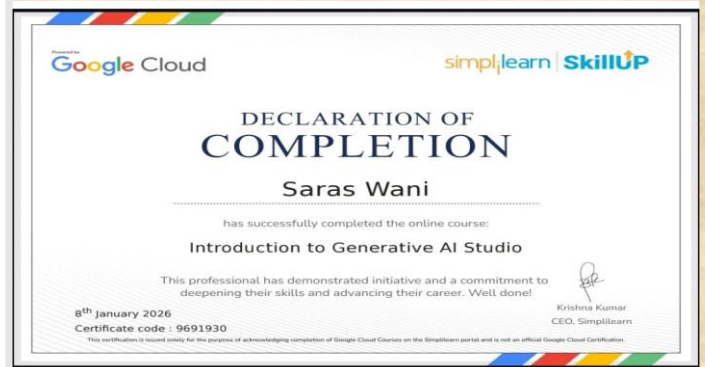 Powered by
Google Cloud
simplilearn | SkillUP
DECLARATION OF
COMPLETION
Saras Wani
has successfully completed the online course:
Introduction to Generative AI Studio
This professional has demonstrated initiative and a commitment to
deepening their skills and advancing their career. Well done!
8th January 2026
Certificate code : 9691930
Krishna Kumar
CEO, Simplilearn
This certification is issued solely for the purpose of acknowledging completion of Google Cloud Courses on the Simplilearn portal and is not an official Google Cloud Certification.